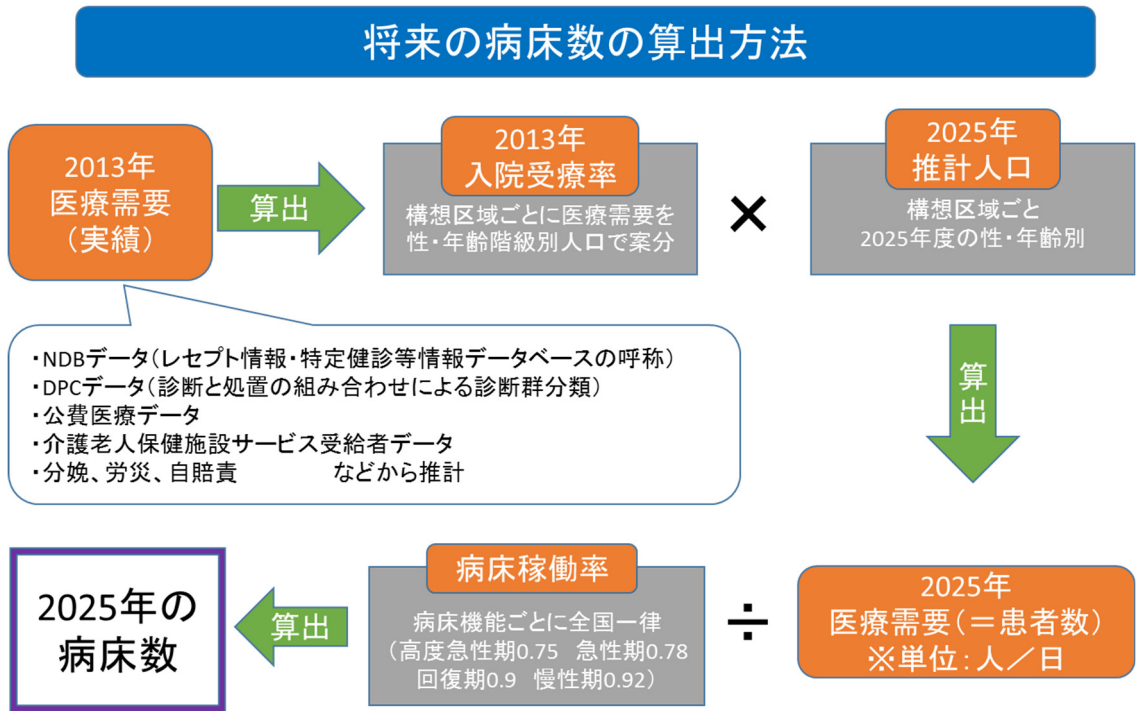 将来の病床数の算出方法
2013年
医療需要
（実績）
算出
2013年
入院受療率
構想区域ごとに医療需要を
性・年齢階級別人口で案分
×
2025年
推計人口
構想区域ごと
2025年度の性・年齢別
・NDBデータ（レセプト情報・特定健診等情報データベースの呼称）
・DPCデータ（診断と処置の組み合わせによる診断群分類）
・公費医療データ
・介護老人保健施設サービス受給者データ
・分娩、労災、自賠責　　　　などから推計
算
出
2025年
医療需要（＝患者数）
※単位：人／日
÷
病床稼働率
病床機能ごとに全国一律
（高度急性期0.75　急性期0.78
回復期0.9　慢性期0.92）
算出
2025年の
病床数